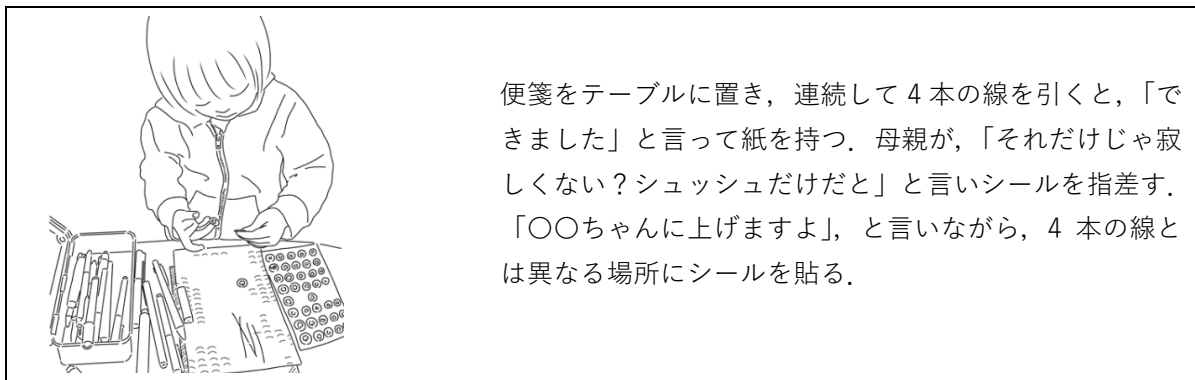 便箋をテーブルに置き，連続して 4 本の線を引くと，「で
きました」と言って紙を持つ．母親が，「それだけじゃ寂
しくない？シュッシュだけだと」と言いシールを指差す．
「〇〇ちゃんに上げますよ」，と言いながら，4 本の線と
は異なる場所にシールを貼る．